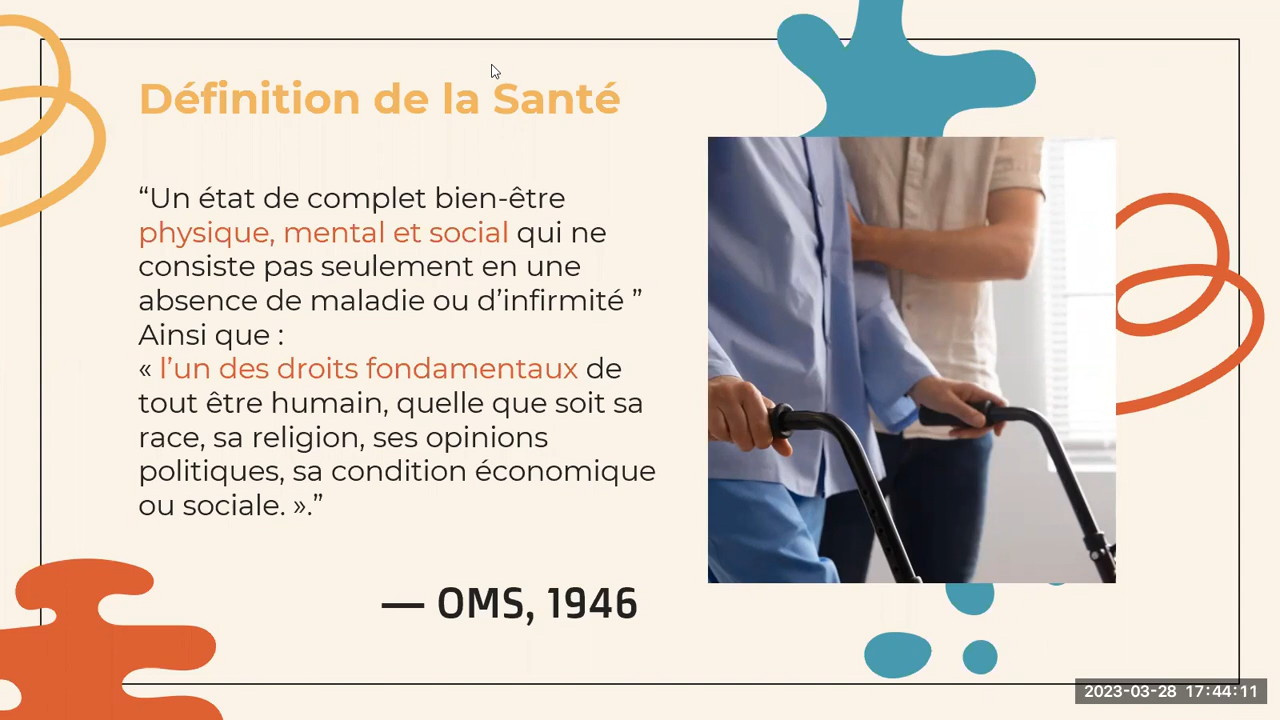 Définition de la Santé
“Un état de complet bien-être
physique, mental et social qui ne
consiste pas seulement en une
absence de maladie ou d’infirmité ”
Ainsi que :
« l’un des droits fondamentaux de
tout être humain, quelle que soit sa
race, sa religion, ses opinions
politiques, sa condition économique
ou sociale. ».”
— OMS, 1946
2023-03-28 17:44:11